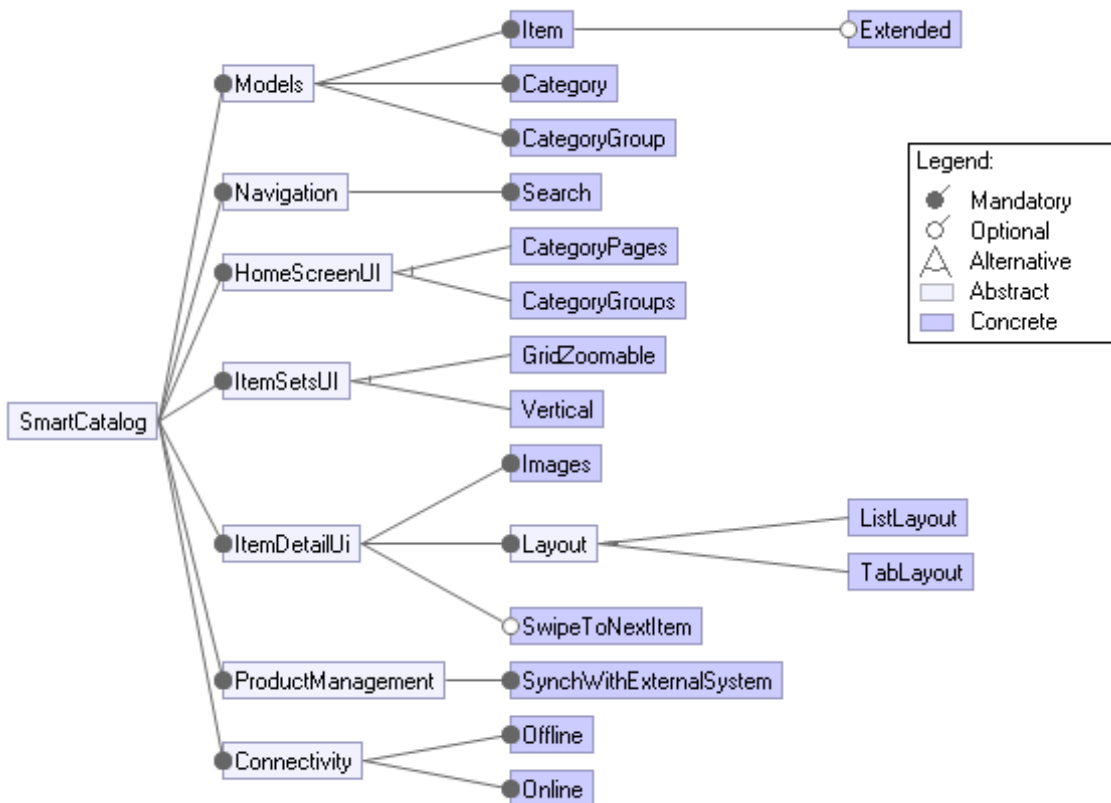 Item
Extended
Models
Category
CategoryGroup
Legend:
Mandatory
Optional
Alternative
Abstract
Concrete
Navigation
Search
HomeScreenUI
CategoryPages
CategoryGroups
ItemSetsUI
GridZoomable
Vertical
SmartCatalog
Images
ItemDetailUi
Layout
ListLayout
TabLayout
SwipeToNextItem
ProductManagement
SynchWithExternalSystem
Connectivity
Offline
Online